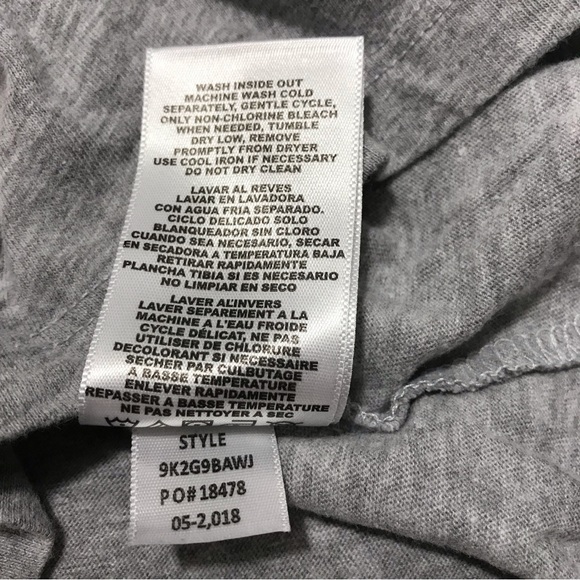 WASH INSIDE OUT
MACHINE WASH COLD
SEPARATELY, GENTLE CYCLE,
ONLY NON-CHLORINE BLEACH
WHEN NEEDED, TUMBLE
DRY LOW, REMOVE
PROMPTLY FROM DRYER
USE COOL IRON IF NECESSARY
DO NOT DRY CLEAN
LAVAR AL REVES
LAVAR EN LAVADORA
CON AGUA FRIA SEPARADO.
CICLO DELICADO SOLO
BLANQUEADOR SIN CLORO
CUANDO SEA NECESARIO, SECAR
EN SECADORA A TEMPERATURA BAJA
RETIRAR RAPIDAMENTE
PLANCHA TIBIA SI ES NECESARIO
NO LIMPIAR EN SECO
LAVER AL'INVERS
LAVER SEPAREMENT A LA
MACHINE A L'EAU FROIDE
CYCLE DÉLICAT, NE PAS
UTILISER DE CHLORURE
DECOLORANT SI NECESSAIRE
SECHER PAR CULBUTAGE
A BASSE TEMPERATURE
ENLEVER RAPIDAMENTE
REPASSER A BASSE TEMPERATURE
NE PAS NETTOYER A SEC
STYLE
9K2G9BAWJ
PO#18478
05-2,018